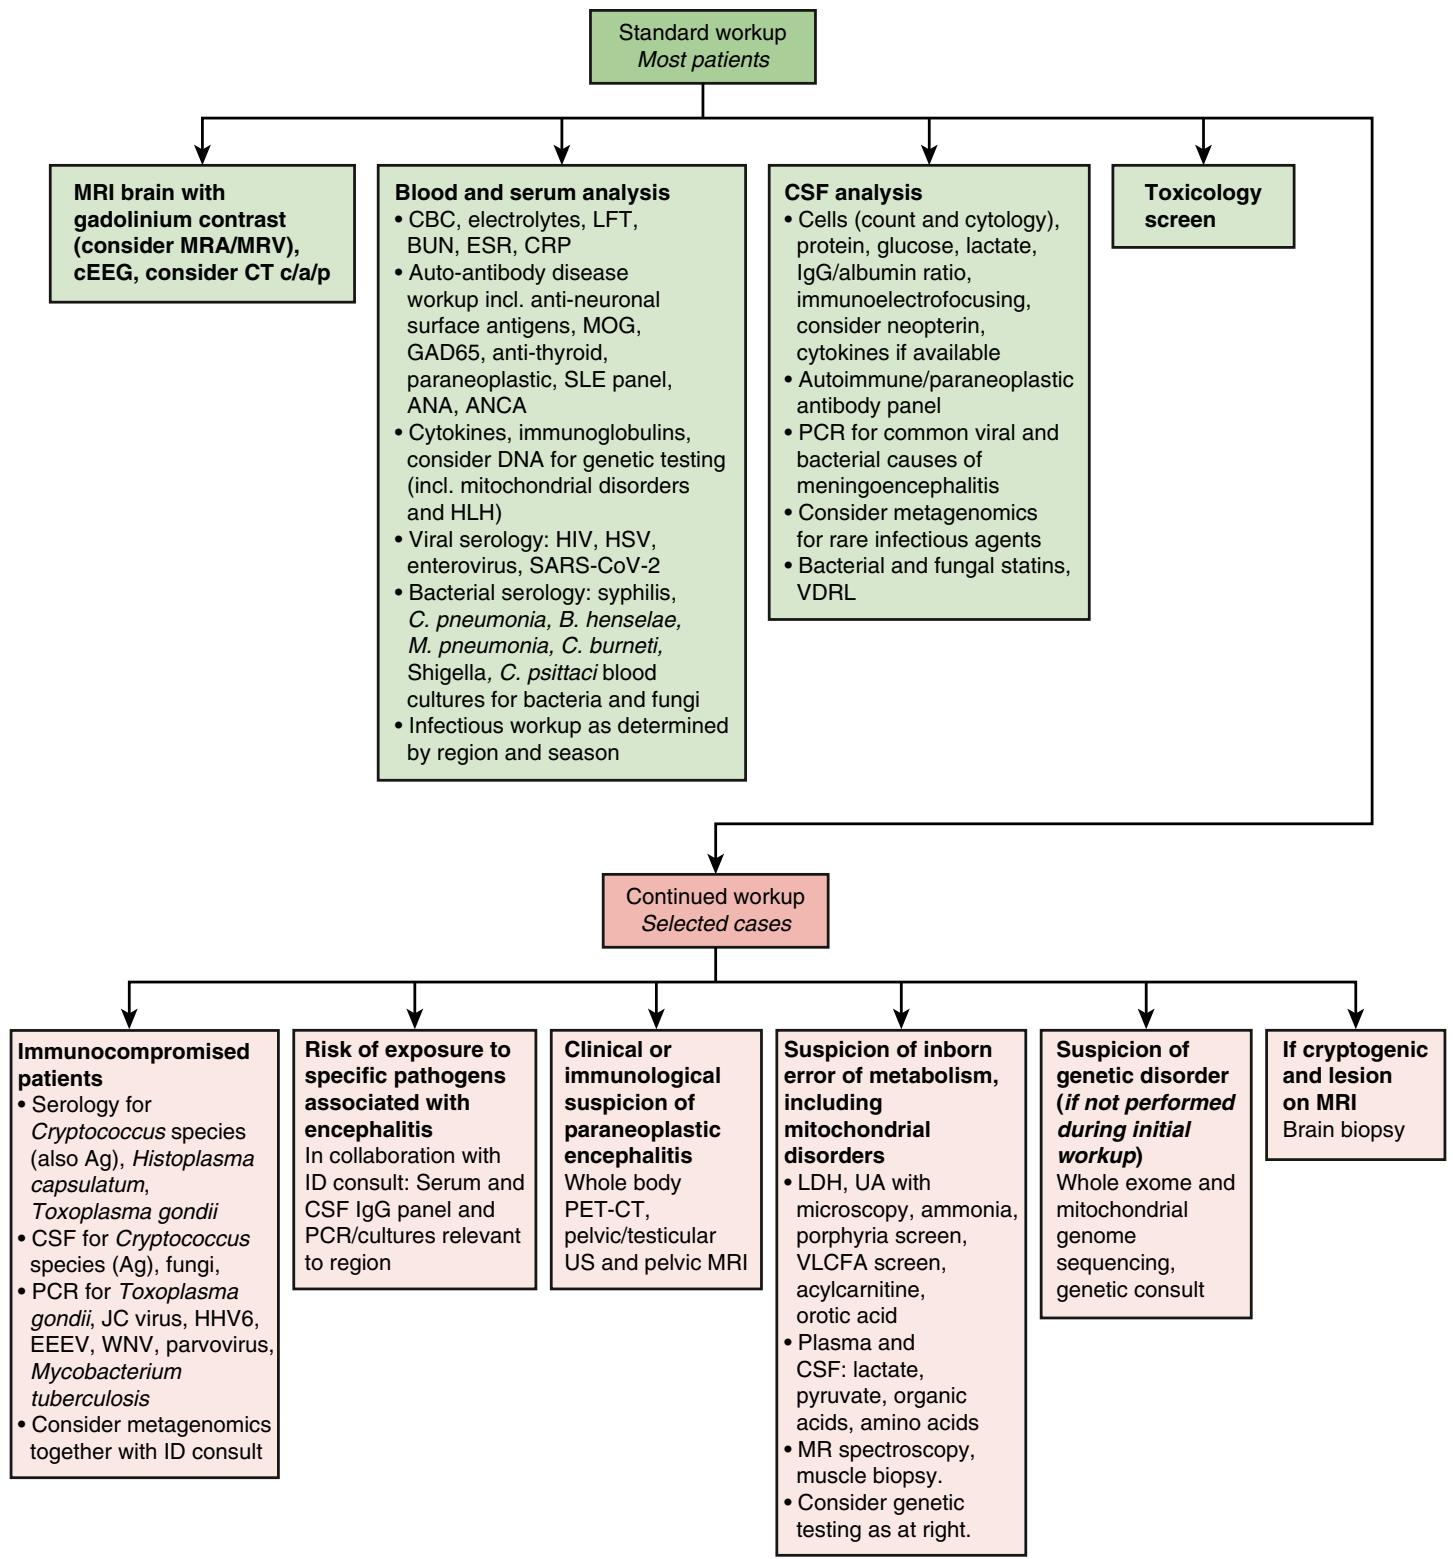 Standard workup
Most patients
MRI brain with
gadolinium contrast
(consider MRA/MRV),
cEEG, consider CT c/a/p
Blood and serum analysis
• CBC, electrolytes, LFT,
BUN, ESR, CRP
• Auto-antibody disease
workup incl. anti-neuronal
surface antigens, MOG,
GAD65, anti-thyroid,
paraneoplastic, SLE panel,
ANA, ANCA
• Cytokines, immunoglobulins,
consider DNA for genetic testing
(incl. mitochondrial disorders
and HLH)
• Viral serology: HIV, HSV,
enterovirus, SARS-CoV-2
• Bacterial serology: syphilis,
C. pneumonia, B. henselae,
M. pneumonia, C. burneti,
Shigella, C. psittaci blood
cultures for bacteria and fungi
• Infectious workup as determined
by region and season
CSF analysis
• Cells (count and cytology),
protein, glucose, lactate,
IgG/albumin ratio,
immunoelectrofocusing,
consider neopterin,
cytokines if available
• Autoimmune/paraneoplastic
antibody panel
• PCR for common viral and
bacterial causes of
meningoencephalitis
• Consider metagenomics
for rare infectious agents
• Bacterial and fungal statins,
VDRL
Toxicology
screen
Continued workup
Selected cases
Immunocompromised
patients
• Serology for
Cryptococcus species
(also Ag), Histoplasma
capsulatum,
Toxoplasma gondii
• CSF for Cryptococcus
species (Ag), fungi,
• PCR for Toxoplasma
gondii, JC virus, HHV6,
EEEV, WNV, parvovirus,
Mycobacterium
tuberculosis
• Consider metagenomics
together with ID consult
Risk of exposure to
specific pathogens
associated with
encephalitis
In collaboration with
ID consult: Serum and
CSF IgG panel and
PCR/cultures relevant
to region
Clinical or
immunological
suspicion of
paraneoplastic
encephalitis
Whole body
PET-CT,
pelvic/testicular
US and pelvic MRI
Suspicion of inborn
error of metabolism,
including
mitochondrial
disorders
• LDH, UA with
microscopy, ammonia,
porphyria screen,
VLCFA screen,
acylcarnitine,
orotic acid
• Plasma and
CSF: lactate,
pyruvate, organic
acids, amino acids
• MR spectroscopy,
muscle biopsy.
• Consider genetic
testing as at right.
Suspicion of
genetic disorder
(if not performed
during initial
workup)
Whole exome and
mitochondrial
genome
sequencing,
genetic consult
If cryptogenic
and lesion
on MRI
Brain biopsy